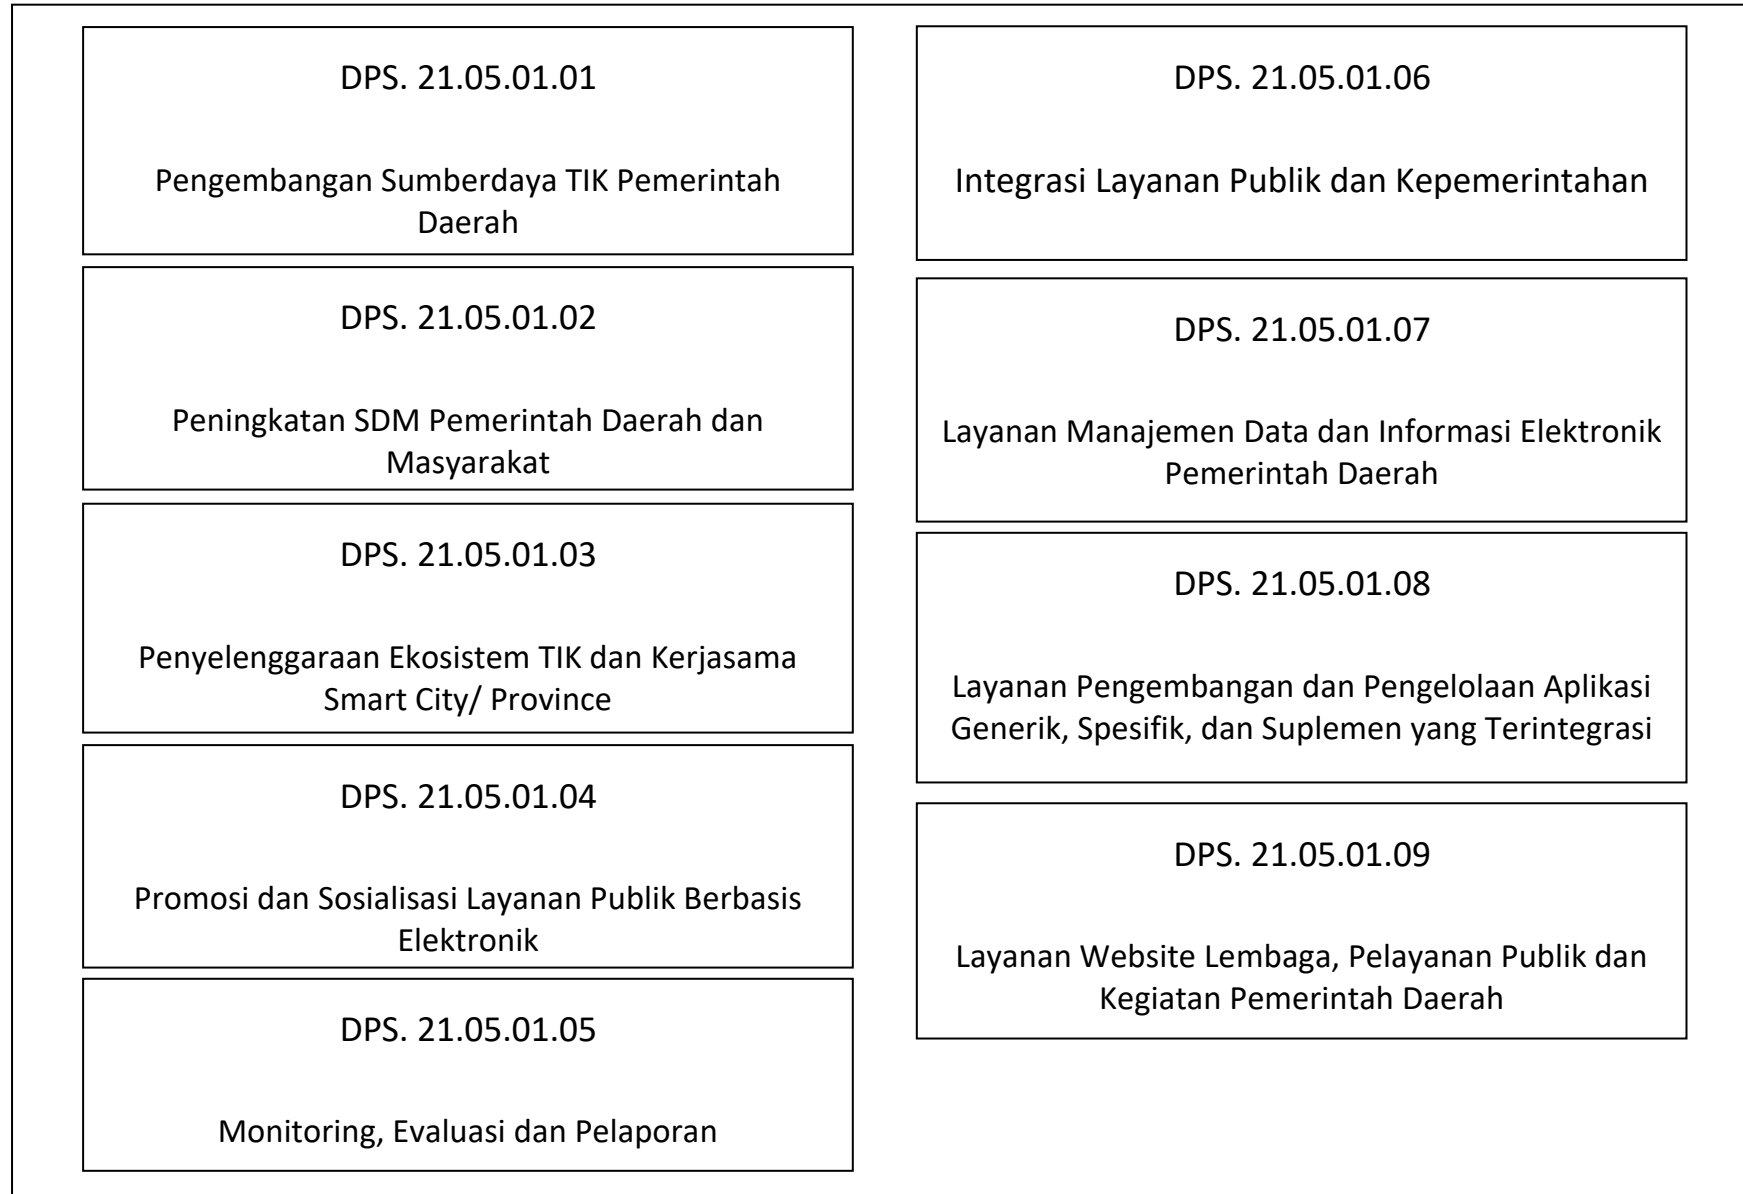 DPS. 21.05.01.01
Pengembangan Sumberdaya TIK Pemerintah
Daerah
DPS. 21.05.01.02
Peningkatan SDM Pemerintah Daerah dan
Masyarakat
DPS. 21.05.01.03
Penyelenggaraan Ekosistem TIK dan Kerjasama
Smart City/ Province
DPS. 21.05.01.04
Promosi dan Sosialisasi Layanan Publik Berbasis
Elektronik
DPS. 21.05.01.05
Monitoring, Evaluasi dan Pelaporan
DPS. 21.05.01.06
Integrasi Layanan Publik dan Kepemerintahan
DPS. 21.05.01.07
Layanan Manajemen Data dan Informasi Elektronik
Pemerintah Daerah
DPS. 21.05.01.08
Layanan Pengembangan dan Pengelolaan Aplikasi
Generik, Spesifik, dan Suplemen yang Terintegrasi
DPS. 21.05.01.09
Layanan Website Lembaga, Pelayanan Publik dan
Kegiatan Pemerintah Daerah